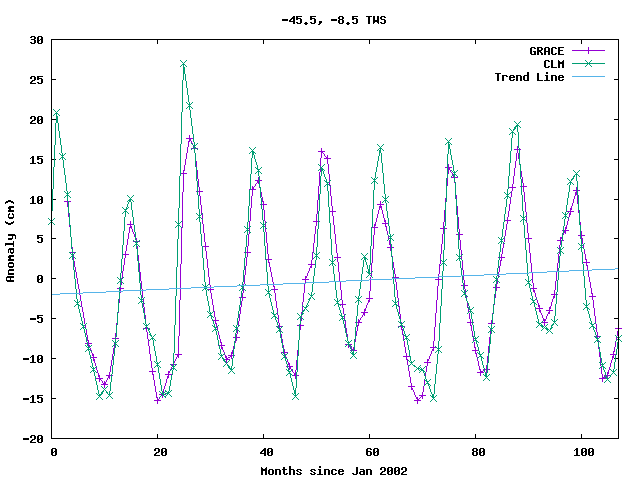 -45.5, -8.5 TWS
30
25
20
15
10
5
0
-5
-10
-15
-20
Anomaly (cm)
GRACE
CLM
Trend Line
0 20 40 60 80 100
Months since Jan 2002